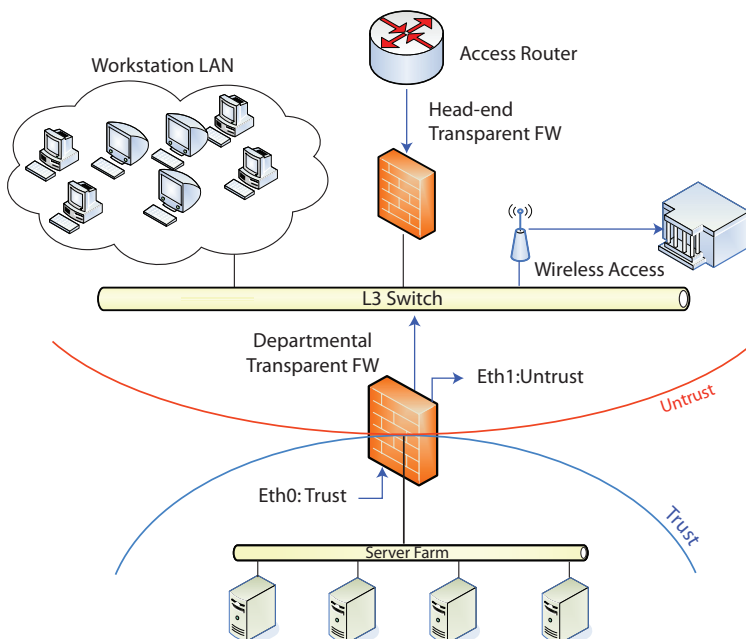 Access Router
Workstation LAN
Head-end
Transparent FW
Wireless Access
L3 Switch
Departmental
Transparent FW
Eth1:Untrust
Untrust
Eth0: Trust
Trust
Server Farm